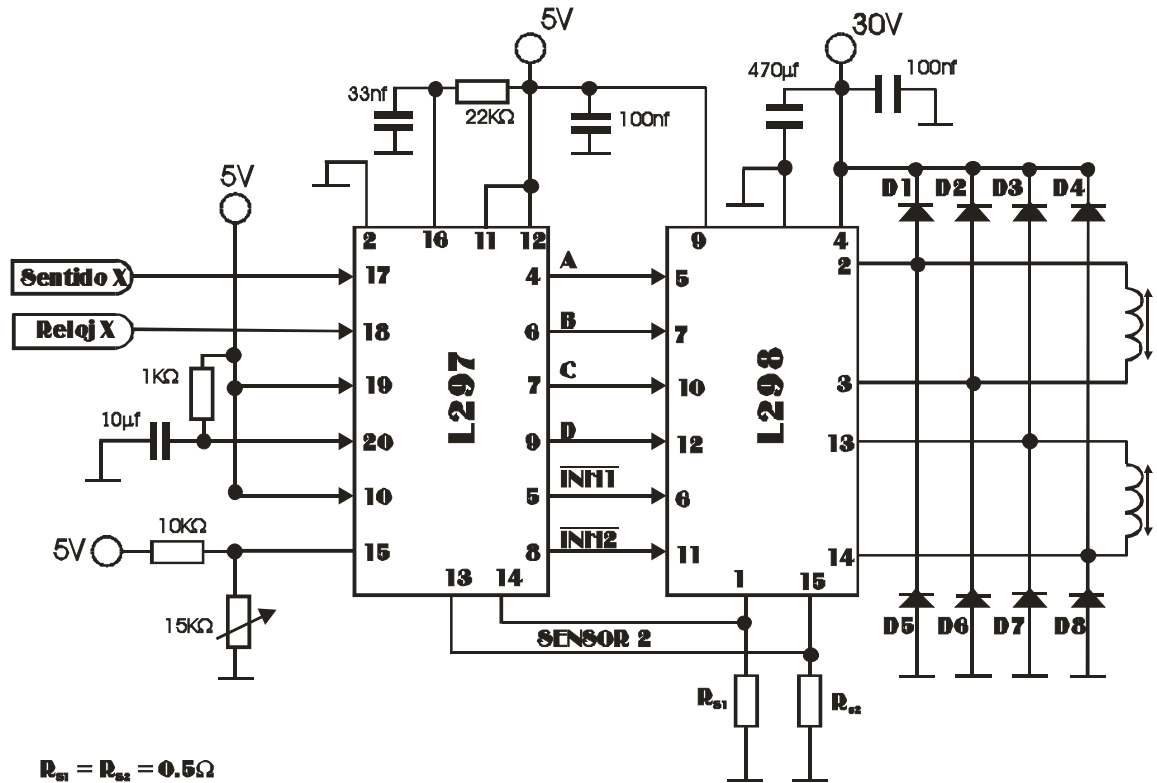 5V
30V
470µf
100nf
33nf
22KΩ
100nf
5V
D1 D2 D3 D4
2 16 11 12
9 4
2
Sentido X
17
4
A
5
Reloj X
18
6
B
7
1KΩ
19
7
C
10
3
L297
L298
10µf
20
9
D
12
13
10
5
INH1
6
10KΩ
5V
15
8
INH2
11
14
13 14
1 15
15KΩ
SENSOR 2
D5 D6 D7 D8
Rs1
Rs2
Rs1 = Rs2 = 0.5Ω